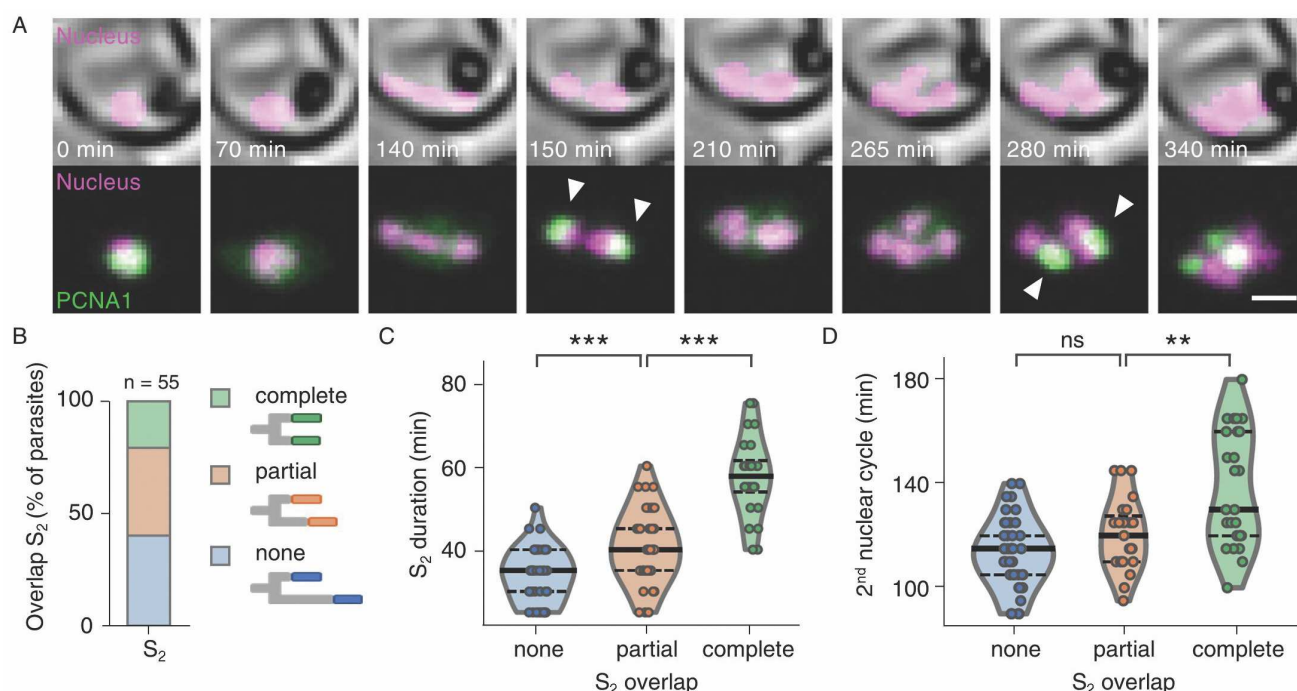 A
Nucleus
0 min
70 min
140 min
150 min
210 min
265 min
280 min
340 min
Nucleus
PCNA1
B
Overlap S₂ (% of parasites)
n = 55
100
50
0
S₂
complete
partial
none
C
S₂ duration (min)
*** ***
80
60
40
none partial complete
S₂ overlap
D
2nd nuclear cycle (min)
ns **
180
140
100
none partial complete
S₂ overlap